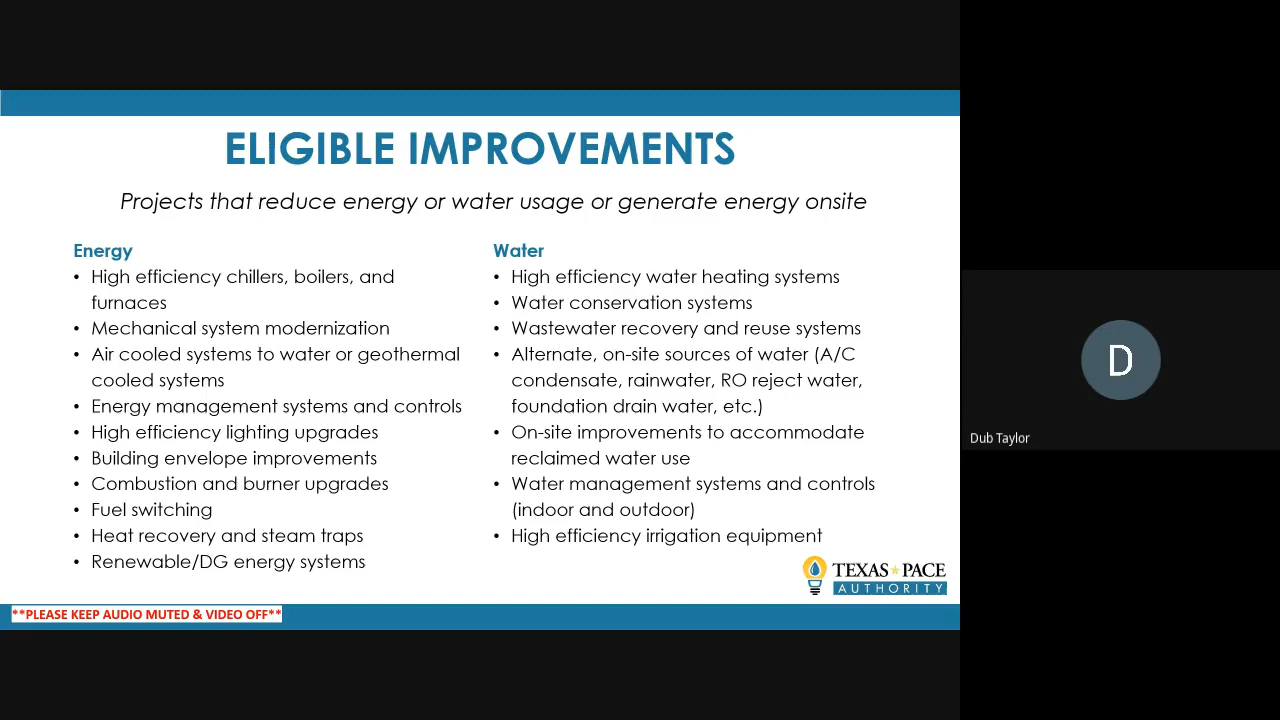 ELIGIBLE IMPROVEMENTS
Projects that reduce energy or water usage or generate energy onsite
Energy
• High efficiency chillers, boilers, and
furnaces
• Mechanical system modernization
• Air cooled systems to water or geothermal
cooled systems
• Energy management systems and controls
• High efficiency lighting upgrades
• Building envelope improvements
• Combustion and burner upgrades
• Fuel switching
• Heat recovery and steam traps
• Renewable/DG energy systems
Water
• High efficiency water heating systems
• Water conservation systems
• Wastewater recovery and reuse systems
• Alternate, on-site sources of water (A/C
condensate, rainwater, RO reject water,
foundation drain water, etc.)
• On-site improvements to accommodate
reclaimed water use
• Water management systems and controls
(indoor and outdoor)
• High efficiency irrigation equipment
TEXAS PACE
AUTHORITY
**PLEASE KEEP AUDIO MUTED & VIDEO OFF**
D
Dub Taylor